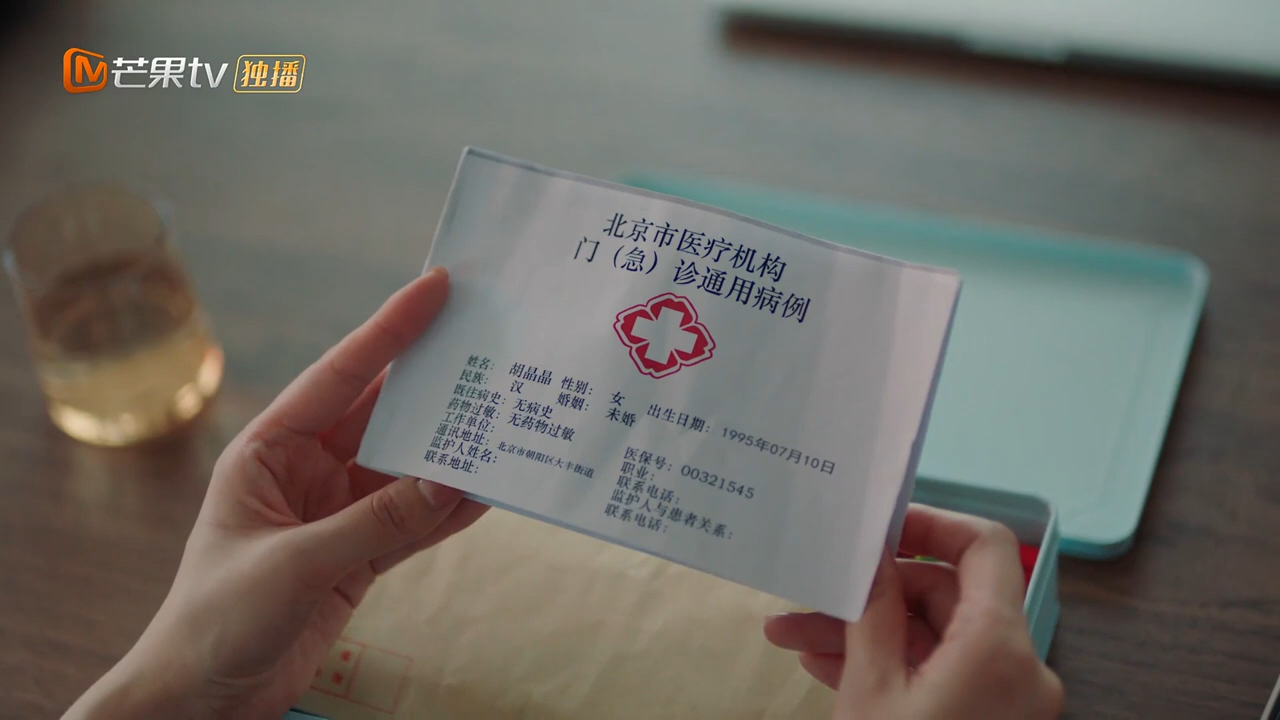 芒果tv 独播
北京市医疗机构
门（急）诊通用病例
姓名： 胡晶晶 性别： 女 出生日期： 1995年07月10日
民族： 汉 婚姻： 未婚
既往病史： 无病史 医保号： 00321545
药物过敏： 无药物过敏 职业：
工作单位： 联系电话：
通讯地址： 北京市朝阳区大丰街道 监护人与患者关系：
监护人姓名： 联系电话：
联系地址：